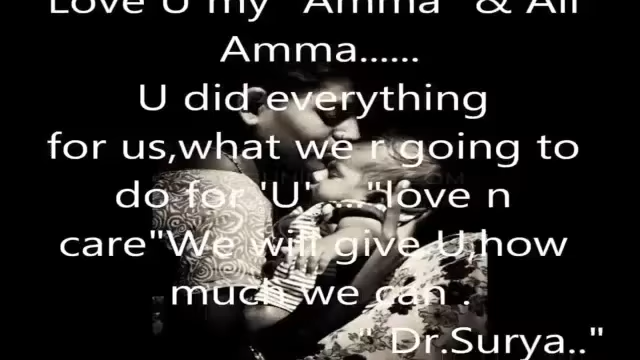 Love U my "Amma" & All
Amma......
U did everything
for us,what we r going to
do for 'U' ....."love n
care"We will give U,how
much we can .
" Dr.Surya.."